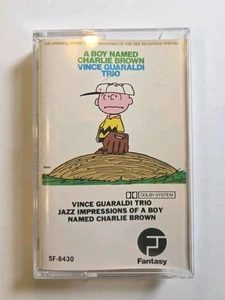 A BOY NAMED
CHARLIE BROWN
VINCE GUARALDI
TRIO
DOLBY SYSTEM
VINCE GUARALDI TRIO
JAZZ IMPRESSIONS OF A BOY
NAMED CHARLIE BROWN
5F-8430
Fantasy